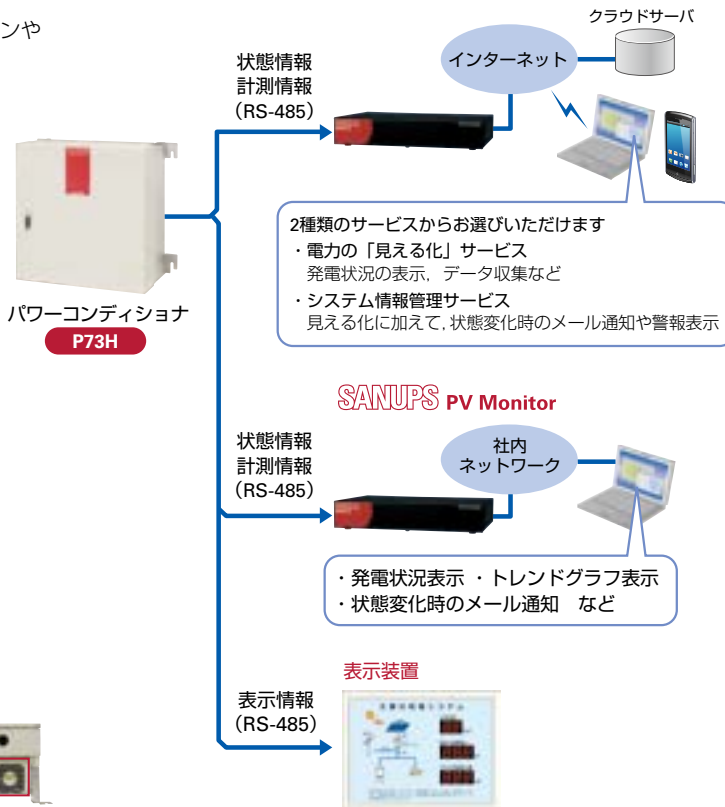 ンや
クラウドサーバ
状態情報
計測情報
（RS-485）
インターネット
2種類のサービスからお選びいただけます
・電力の「見える化」サービス
発電状況の表示，データ収集など
・システム情報管理サービス
見える化に加えて，状態変化時のメール通知や警報表示
パワーコンディショナ
P73H
SANUPS PV Monitor
状態情報
計測情報
（RS-485）
社内
ネットワーク
・発電状況表示 ・トレンドグラフ表示
・状態変化時のメール通知　など
表示装置
表示情報
（RS-485）